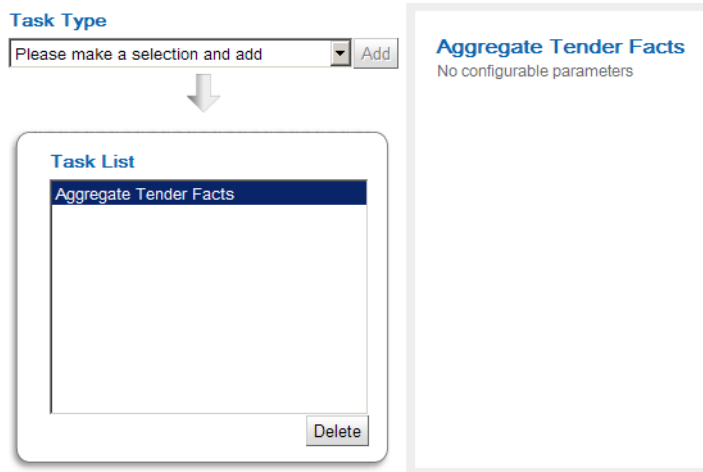 Task Type
Please make a selection and add
Add
Task List
Aggregate Tender Facts
Delete
Aggregate Tender Facts
No configurable parameters